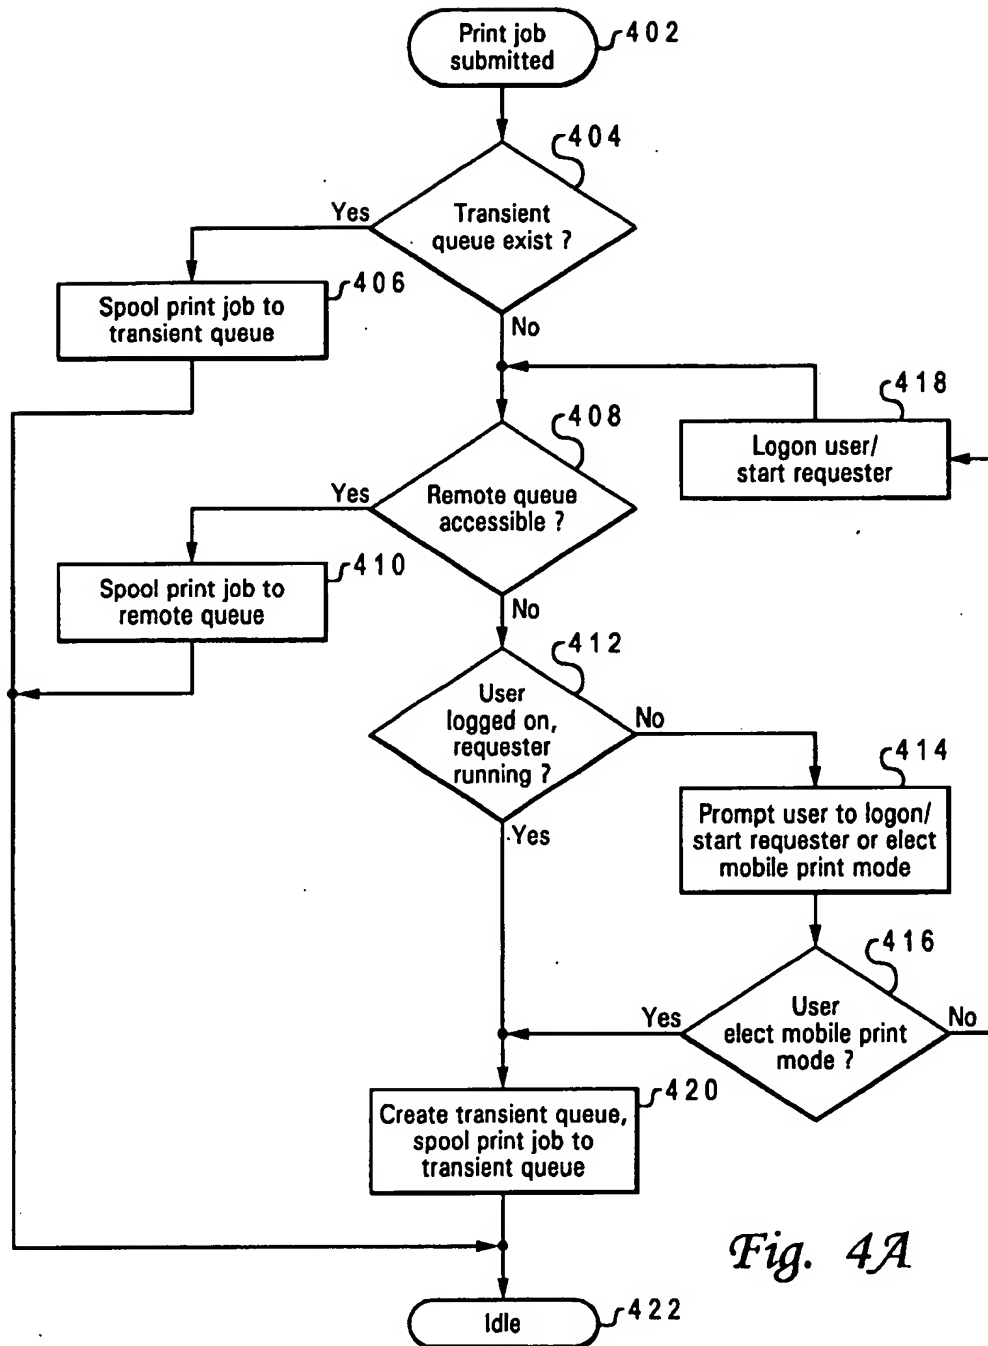 Print job
submitted
402
404
Transient
queue exist ?
Yes
No
406
Spool print job to
transient queue
408
Remote queue
accessible ?
Yes
No
418
Logon user/
start requester
410
Spool print job to
remote queue
412
User
logged on,
requester
running ?
No
Yes
414
Prompt user to logon/
start requester or elect
mobile print mode
416
User
elect mobile print
mode ?
Yes
No
420
Create transient queue,
spool print job to
transient queue
Fig. 4A
Idle
422